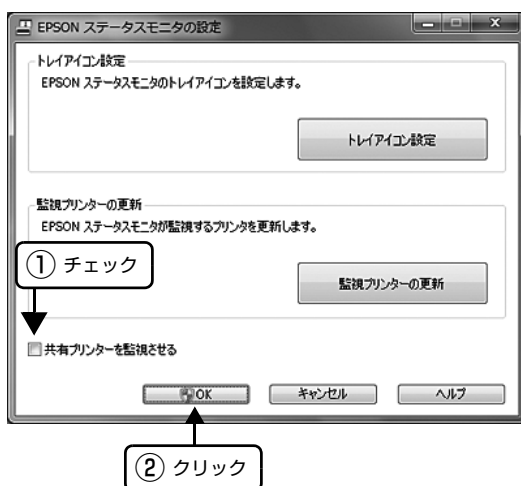 EPSON ステータスモニタの設定
トレイアイコン設定
EPSON ステータスモニタのトレイアイコンを設定します。
トレイアイコン設定
監視プリンターの更新
EPSON ステータスモニタが監視するプリンタを更新します。
① チェック
監視プリンターの更新
共有プリンターを監視させる
OK
キャンセル
ヘルプ
② クリック